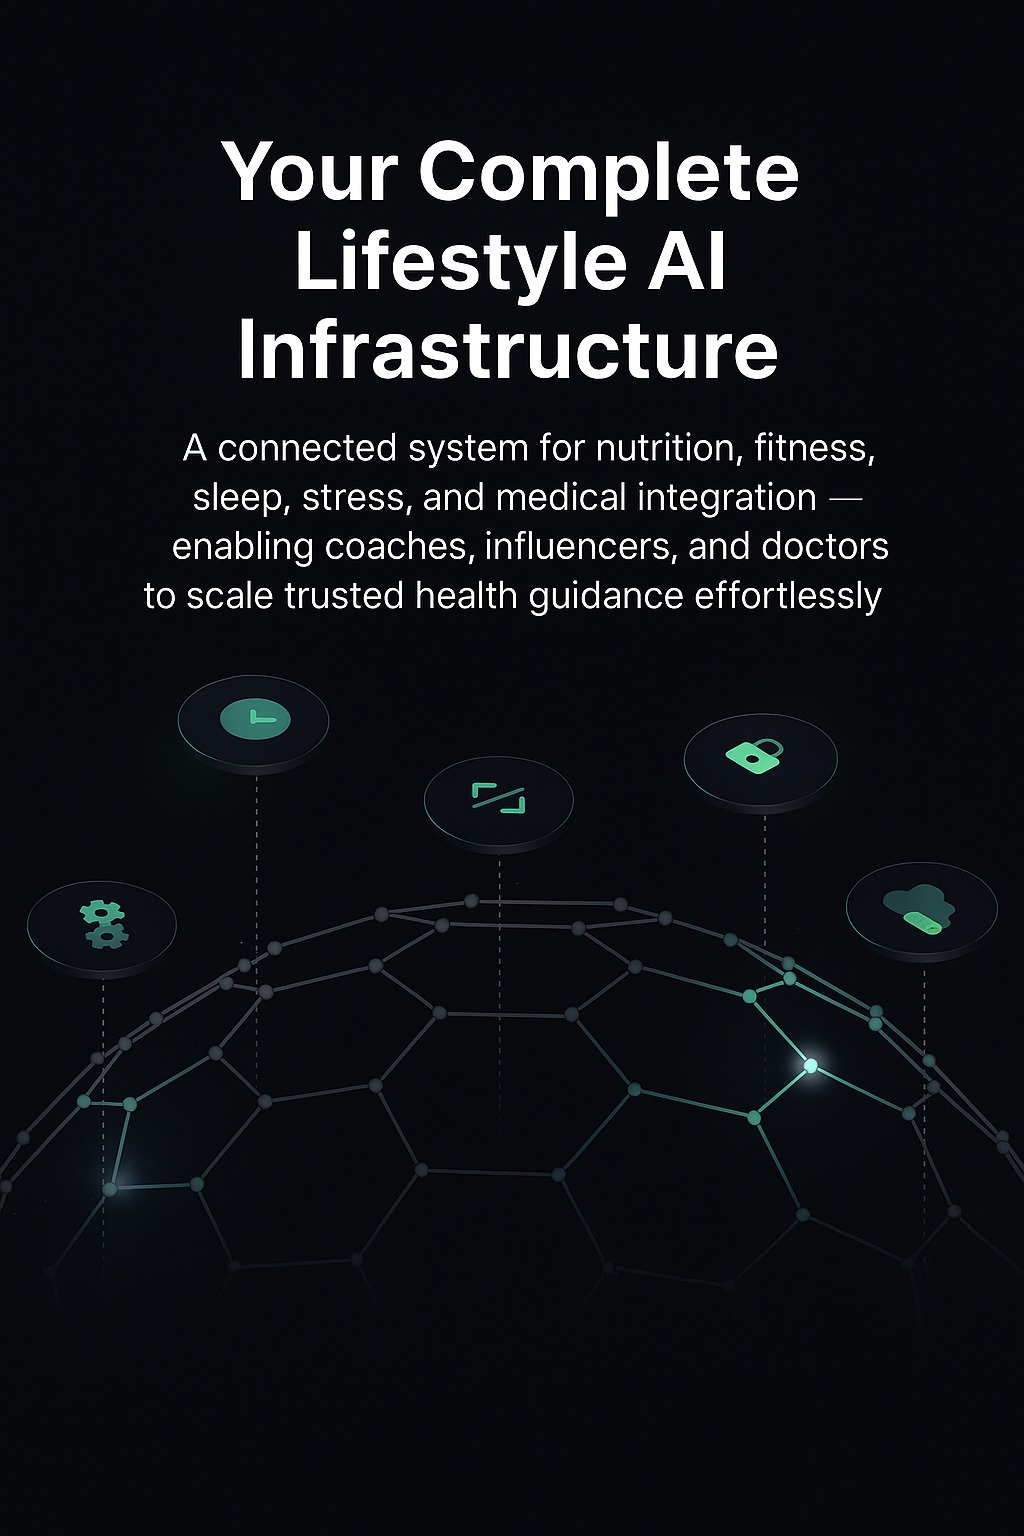 Your Complete
Lifestyle AI
Infrastructure
A connected system for nutrition, fitness,
sleep, stress, and medical integration —
enabling coaches, influencers, and doctors
to scale trusted health guidance effortlessly